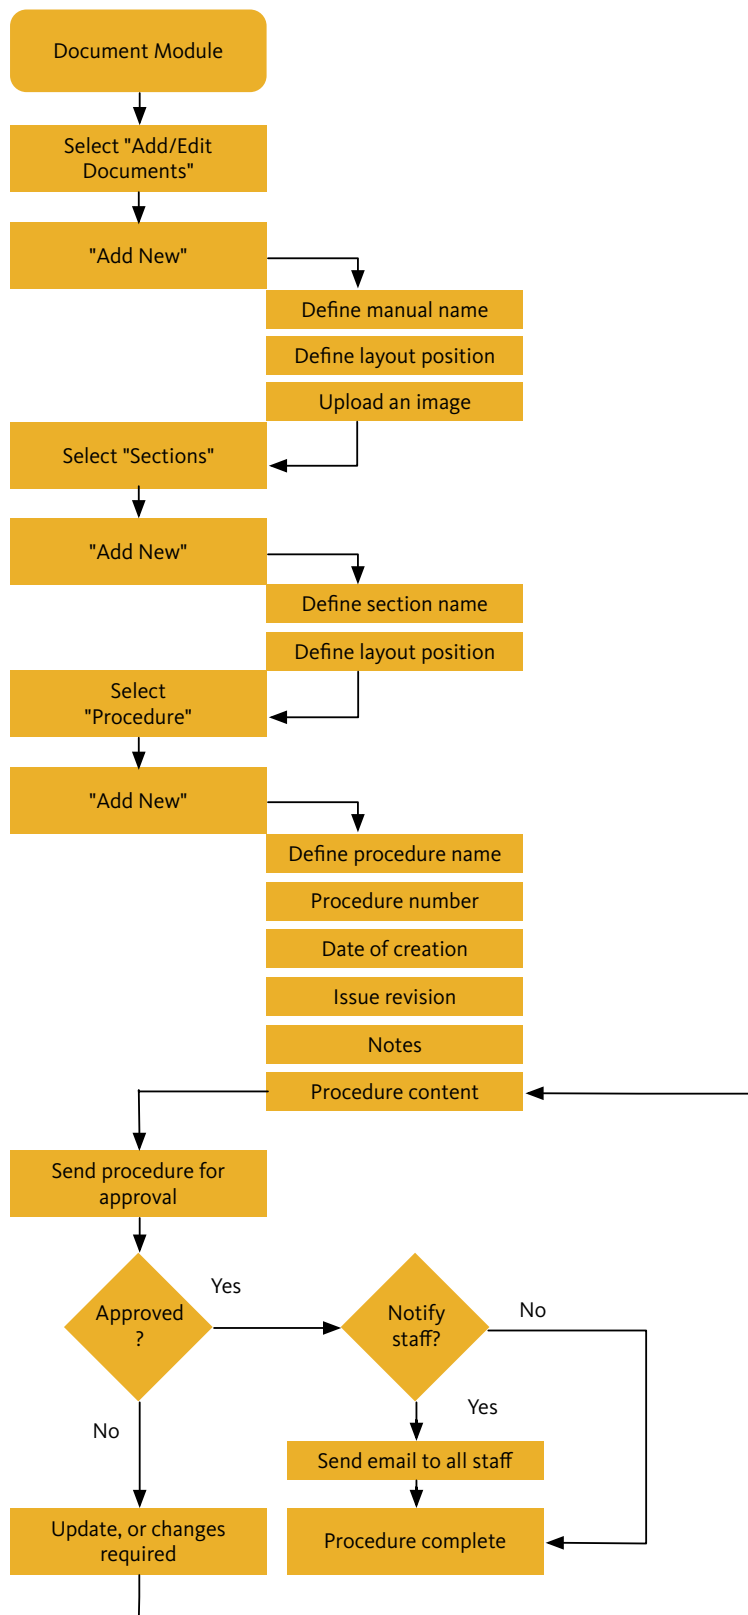 Document Module
Select "Add/Edit
Documents"
"Add New"
Define manual name
Define layout position
Upload an image
Select "Sections"
"Add New"
Define section name
Define layout position
Select
"Procedure"
"Add New"
Define procedure name
Procedure number
Date of creation
Issue revision
Notes
Procedure content
Send procedure for
approval
Approved
?
Yes
Notify
staff?
No
No
Yes
Send email to all staff
Update, or changes
required
Procedure complete